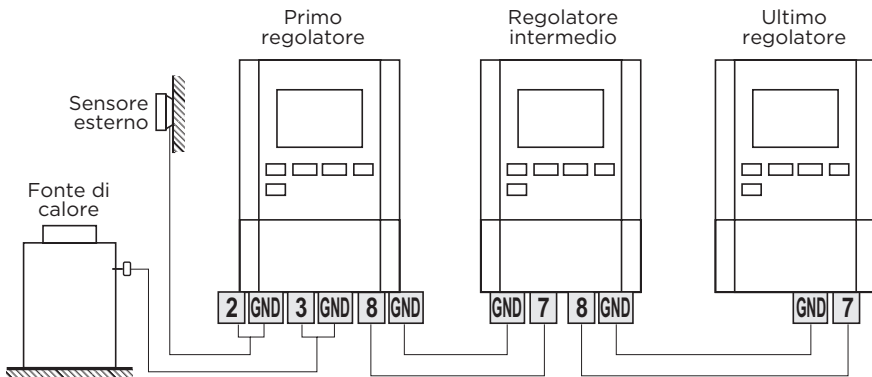 Primo
regolatore
Regolatore
intermedio
Ultimo
regolatore
Sensore
esterno
Fonte di
calore
2 GND 3 GND 8 GND
GND 7 8 GND
GND 7